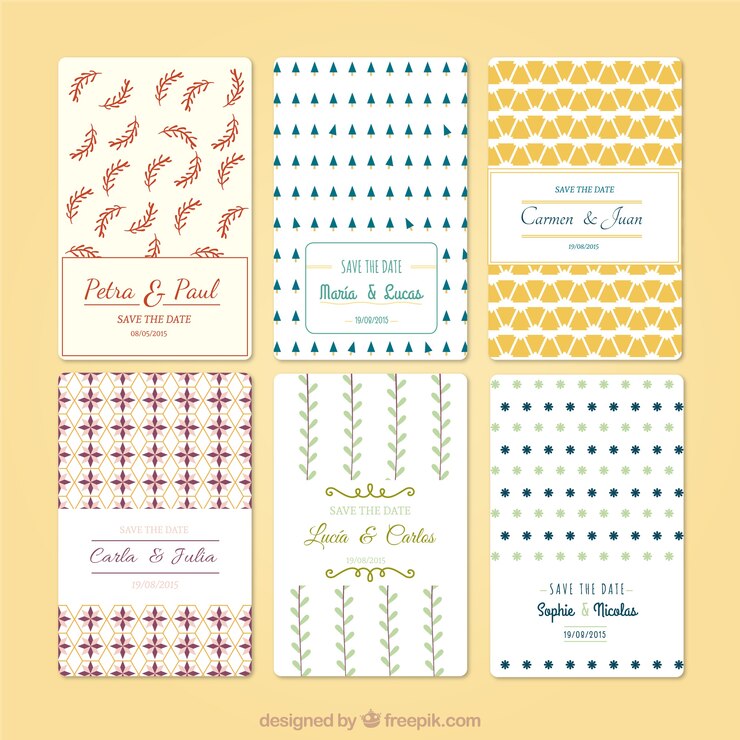 Petra & Paul
SAVE THE DATE
08/05/2015
SAVE THE DATE
María & Lucas
19/08/2015
SAVE THE DATE
Carmen & Juan
19/08/2015
SAVE THE DATE
Carla & Julia
19/08/2015
SAVE THE DATE
Lucía & Carlos
19/08/2015
SAVE THE DATE
Sophie & Nicolas
19/08/2015
designed by freepik.com